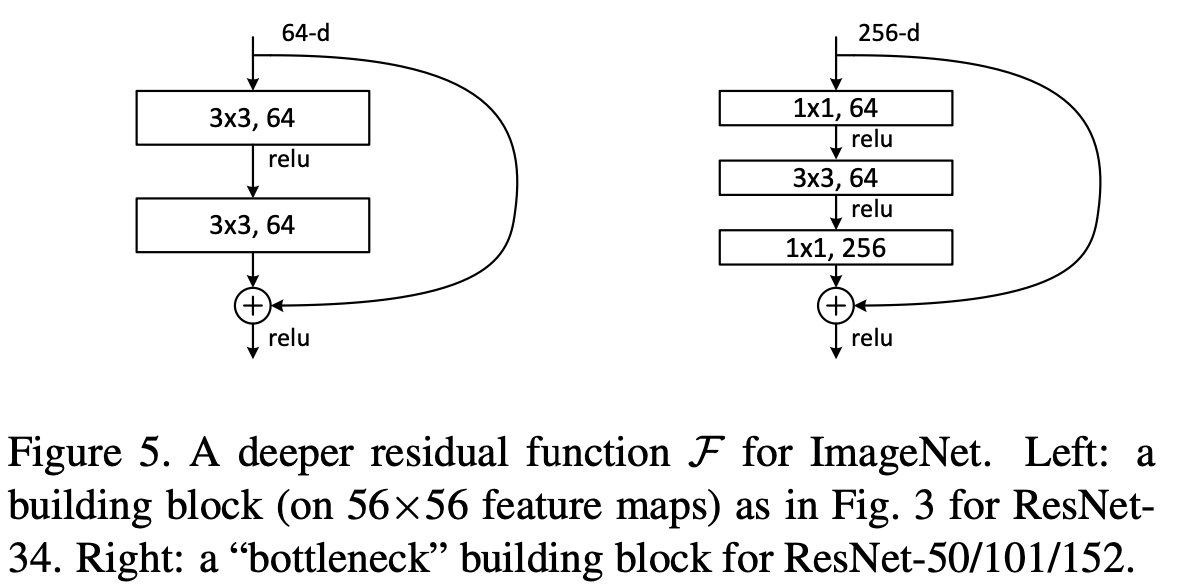 64-d
3x3, 64
relu
3x3, 64
+
relu
256-d
1x1, 64
relu
3x3, 64
relu
1x1, 256
+
relu
Figure 5. A deeper residual function ℱ for ImageNet. Left: a
building block (on 56×56 feature maps) as in Fig. 3 for ResNet-
34. Right: a “bottleneck” building block for ResNet-50/101/152.